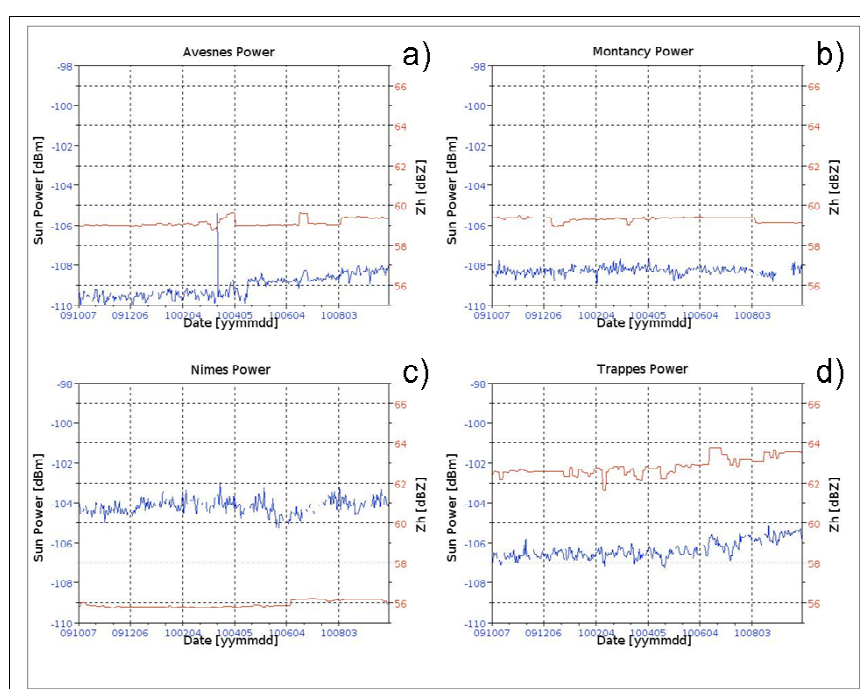 Avesnes Power
a)
-98
-100
-102
-104
-106
-108
-110
Sun Power [dBm]
66
64
62
60
58
56
Zh [dBZ]
091007 091206 100204 100405 100604 100803
Date [yymmdd]
Montancy Power
b)
-98
-100
-102
-104
-106
-108
-110
Sun Power [dBm]
66
64
62
60
58
56
Zh [dBZ]
091007 091206 100204 100405 100604 100803
Date [yymmdd]
Nimes Power
c)
-98
-100
-102
-104
-106
-108
-110
Sun Power [dBm]
66
64
62
60
58
56
Zh [dBZ]
091007 091206 100204 100405 100604 100803
Date [yymmdd]
Trappes Power
d)
-98
-100
-102
-104
-106
-108
-110
Sun Power [dBm]
66
64
62
60
58
56
Zh [dBZ]
091007 091206 100204 100405 100604 100803
Date [yymmdd]